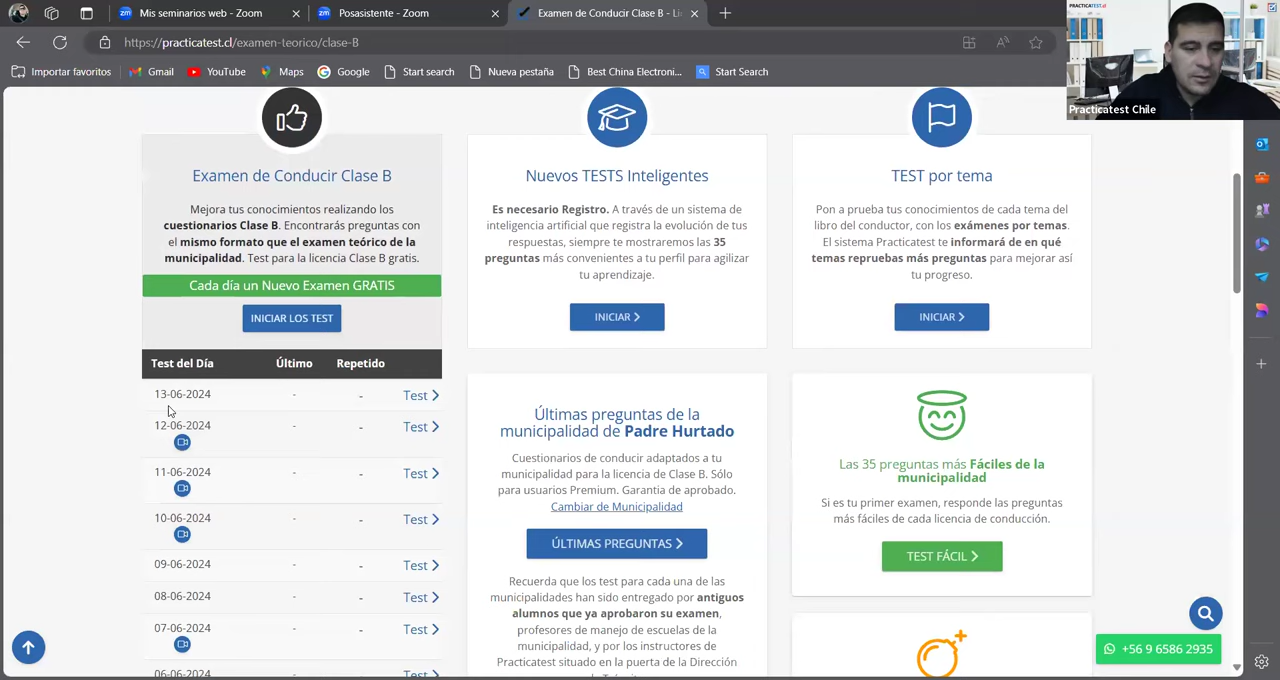 Mis seminarios web - Zoom
Posasistente - Zoom
Examen de Conducir Clase B - Li
https://practicatest.cl/examen-teorico/clase-B
Importar favoritos
Gmail
YouTube
Maps
Google
Start search
Nueva pestaña
Best China Electroni...
Start Search
PRACTICATEST.cl
Practicatest Chile
Examen de Conducir Clase B
Mejora tus conocimientos realizando los
cuestionarios Clase B. Encontrarás preguntas con
el mismo formato que el examen teórico de la
municipalidad. Test para la licencia Clase B gratis.
Cada día un Nuevo Examen GRATIS
INICIAR LOS TEST
Test del Día Último Repetido
13-06-2024 - - Test
12-06-2024 - - Test
11-06-2024 - - Test
10-06-2024 - - Test
09-06-2024 - - Test
08-06-2024 - - Test
07-06-2024 - - Test
06-06-2024 - - Test
Nuevos TESTS Inteligentes
Es necesario Registro. A través de un sistema de
inteligencia artificial que registra la evolución de tus
respuestas, siempre te mostraremos las 35
preguntas más convenientes a tu perfil para agilizar
tu aprendizaje.
INICIAR
Últimas preguntas de la
municipalidad de Padre Hurtado
Cuestionarios de conducir adaptados a tu
municipalidad para la licencia de Clase B. Sólo
para usuarios Premium. Garantia de aprobado.
Cambiar de Municipalidad
ÚLTIMAS PREGUNTAS
Recuerda que los test para cada una de las
municipalidades han sido entregado por antiguos
alumnos que ya aprobaron su examen,
profesores de manejo de escuelas de la
municipalidad, y por los instructores de
Practicatest situado en la puerta de la Dirección
TEST por tema
Pon a prueba tus conocimientos de cada tema del
libro del conductor, con los exámenes por temas.
El sistema Practicatest te informará de en qué
temas repruebas más preguntas para mejorar así
tu progreso.
INICIAR
Las 35 preguntas más Fáciles de la
municipalidad
Si es tu primer examen, responde las preguntas
más fáciles de cada licencia de conducción.
TEST FÁCIL
+56 9 6586 2935